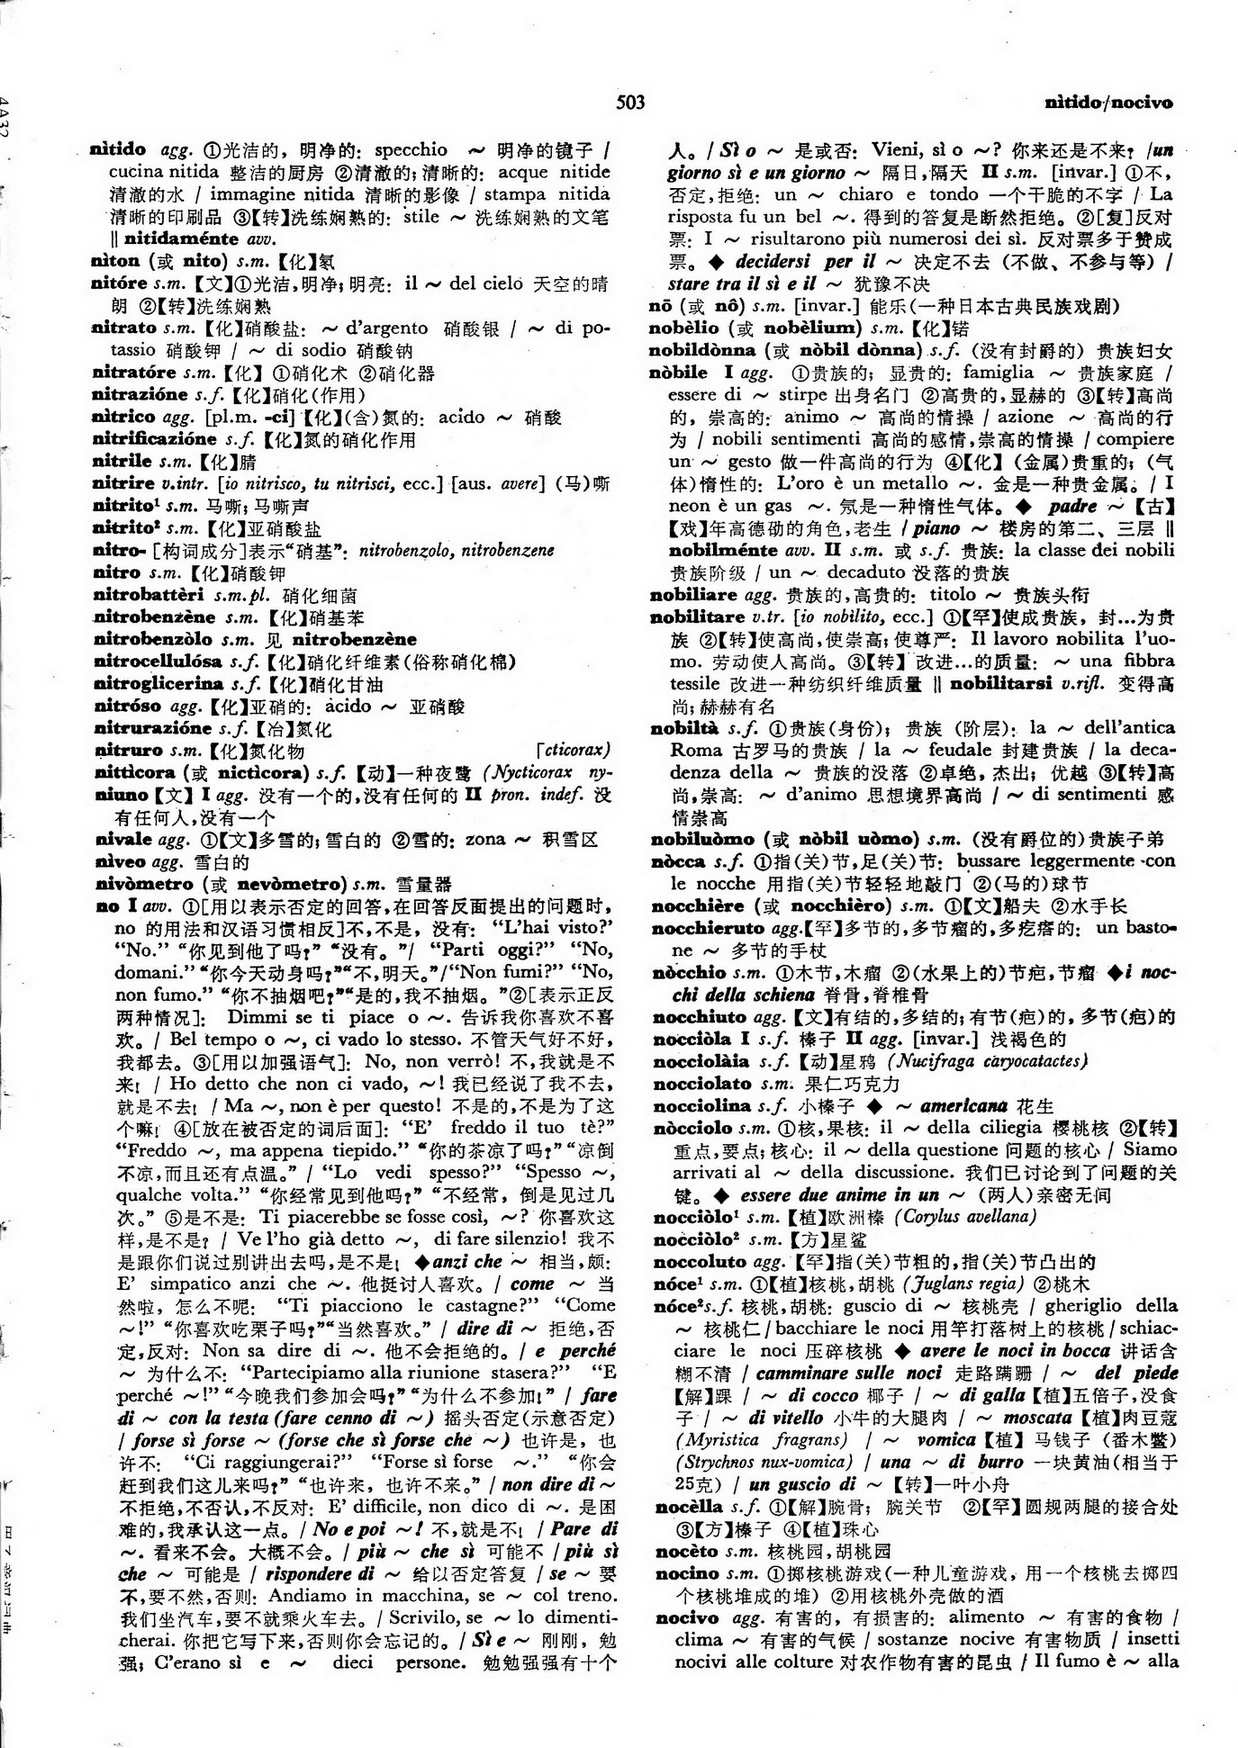 503
nìtido/nocivo
nìtido agg. ①光洁的，明净的: specchio ～ 明净的镜子 /
cucina nitida 整洁的厨房 ②清澈的;清晰的: acque nitide
清澈的水 / immagine nitida 清晰的影像 / stampa nitida
清晰的印刷品 ③【转】洗练娴熟的: stile ～ 洗练娴熟的文笔
‖ nitidaménte avv.
nìton (或 nito) s.m.【化】氡
nitóre s.m.【文】①光洁,明净;明亮: il ～ del cielo 天空的晴
朗 ②【转】洗练娴熟
nitrato s.m.【化】硝酸盐: ～ d'argento 硝酸银 / ～ di po-
tassio 硝酸钾 / ～ di sodio 硝酸钠
nitratóre s.m.【化】①硝化术 ②硝化器
nitrazióne s.f.【化】硝化(作用)
nìtrico agg. [pl.m. -ci]【化】(含)氮的: acido ～ 硝酸
nitrificazióne s.f.【化】氮的硝化作用
nitrile s.m.【化】腈
nitrire v.intr. [io nitrisco, tu nitrisci, ecc.] [aus. avere] (马)嘶
nitrito¹ s.m. 马嘶;马嘶声
nitrito² s.m.【化】亚硝酸盐
nitro- [构词成分]表示“硝基”: nitrobenzolo, nitrobenzene
nitro s.m.【化】硝酸钾
nitrobattèri s.m.pl. 硝化细菌
nitrobenzène s.m.【化】硝基苯
nitrobenzòlo s.m. 见 nitrobenzène
nitrocellulósa s.f.【化】硝化纤维素(俗称硝化棉)
nitroglicerina s.f.【化】硝化甘油
nitróso agg.【化】亚硝的: àcido ～ 亚硝酸
nitrurazióne s.f.【冶】氮化
nitruro s.m.【化】氮化物 ⌈cticorax)
nittìcora (或 nictìcora) s.f.【动】一种夜鹭 (Nycticorax ny-
niuno【文】I agg. 没有一个的,没有任何的 II pron. indef. 没
有任何人,没有一个
nivale agg. ①【文】多雪的;雪白的 ②雪的: zona ～ 积雪区
nìveo agg. 雪白的
nivòmetro (或 nevòmetro) s.m. 雪量器
no I avv. ①[用以表示否定的回答,在回答反面提出的问题时,
no 的用法和汉语习惯相反]不,不是,没有: “L'hai visto?”
“No.” “你见到他了吗?” “没有。”/ “Parti oggi?” “No,
domani.” “你今天动身吗?”“不,明天。”/“Non fumi?” “No,
non fumo.” “你不抽烟吧?”“是的,我不抽烟。”②[表示正反
两种情况]: Dimmi se ti piace o ～. 告诉我你喜欢不喜
欢。/ Bel tempo o ～, ci vado lo stesso. 不管天气好不好,
我都去。③[用以加强语气]: No, non verrò! 不,我就是不
来! / Ho detto che non ci vado, ～! 我已经说了我不去,
就是不去! / Ma ～, non è per questo! 不是的,不是为了这
个嘛! ④[放在被否定的词后面]: “E' freddo il tuo tè?”
“Freddo ～, ma appena tiepido.” “你的茶凉了吗?” “凉倒
不凉,而且还有点温。” / “Lo vedi spesso?” “Spesso ～,
qualche volta.” “你经常见到他吗?” “不经常，倒是见过几
次。” ⑤是不是: Ti piacerebbe se fosse così, ～? 你喜欢这
样,是不是? / Ve l'ho già detto ～, di fare silenzio! 我不
是跟你们说过别讲出去吗,是不是! ◆anzi che ～ 相当,颇:
E' simpatico anzi che ～. 他挺讨人喜欢。/ come ～ 当
然啦，怎么不呢: “Ti piacciono le castagne?” “Come
～!” “你喜欢吃栗子吗?”“当然喜欢。” / dire di ～ 拒绝,否
定,反对: Non sa dire di ～. 他不会拒绝的。/ e perché
～ 为什么不: “Partecipiamo alla riunione stasera?” “E
perché ～!” “今晚我们参加会吗?” “为什么不参加!” / fare
di ～ con la testa (fare cenno di ～) 摇头否定(示意否定)
/ forse sì forse ～ (forse che sì forse che ～) 也许是，也
许不: “Ci raggiungerai?” “Forse sì forse ～.” “你会
赶到我们这儿来吗?” “也许来，也许不来。” / non dire di ～
不拒绝,不否认,不反对: E' difficile, non dico di ～. 是困
难的,我承认这一点。/ No e poi ～! 不,就是不! / Pare di
～. 看来不会。大概不会。/ più ～ che sì 可能不 / più sì
che ～ 可能是 / rispondere di ～ 给以否定答复 / se ～ 要
不,要不然,否则: Andiamo in macchina, se ～ col treno.
我们坐汽车,要不就乘火车去。/ Scrivilo, se ～ lo dimenti-
cherai. 你把它写下来,否则你会忘记的。/ Sì e ～ 刚刚，勉
强; C'erano sì e ～ dieci persone. 勉勉强强有十个
人。/ Sì o ～ 是或否: Vieni, sì o ～? 你来还是不来? /un
giorno sì e un giorno ～ 隔日,隔天 II s.m. [invar.] ①不,
否定,拒绝: un ～ chiaro e tondo 一个干脆的不字 / La
risposta fu un bel ～. 得到的答复是断然拒绝。②[复]反对
票: I ～ risultarono più numerosi dei sì. 反对票多于赞成
票。◆ decidersi per il ～ 决定不去 (不做、不参与等) /
stare tra il sì e il ～ 犹豫不决
nō (或 nô) s.m. [invar.] 能乐(一种日本古典民族戏剧)
nobèlio (或 nobèlium) s.m.【化】锘
nobildònna (或 nòbil dònna) s.f. (没有封爵的) 贵族妇女
nòbile I agg. ①贵族的; 显贵的: famiglia ～ 贵族家庭 /
essere di ～ stirpe 出身名门 ②高贵的,显赫的 ③【转】高尚
的, 崇高的: animo ～ 高尚的情操 / azione ～ 高尚的行
为 / nobili sentimenti 高尚的感情,崇高的情操 / compiere
un ～ gesto 做一件高尚的行为 ④【化】(金属)贵重的; (气
体)惰性的: L'oro è un metallo ～. 金是一种贵金属。/ I
neon è un gas ～. 氖是一种惰性气体。◆ padre ～【古】
【戏】年高德劭的角色,老生 / piano ～ 楼房的第二、三层 ‖
nobilménte avv. II s.m. 或 s.f. 贵族: la classe dei nobili
贵族阶级 / un ～ decaduto 没落的贵族
nobiliare agg. 贵族的,高贵的: titolo ～ 贵族头衔
nobilitare v.tr. [io nobìlito, ecc.] ①【罕】使成贵族，封…为贵
族 ②【转】使高尚,使崇高;使尊严: Il lavoro nobilita l'uo-
mo. 劳动使人高尚。③【转】改进…的质量: ～ una fibbra
tessile 改进一种纺织纤维质量 ‖ nobilitarsi v.rifl. 变得高
尚;赫赫有名
nobiltà s.f. ①贵族(身份); 贵族 (阶层): la ～ dell'antica
Roma 古罗马的贵族 / la ～ feudale 封建贵族 / la deca-
denza della ～ 贵族的没落 ②卓绝，杰出; 优越 ③【转】高
尚,崇高: ～ d'animo 思想境界高尚 / ～ di sentimenti 感
情崇高
nobiluòmo (或 nòbil uòmo) s.m. (没有爵位的)贵族子弟
nòcca s.f. ①指(关)节,足(关)节: bussare leggermente con
le nocche 用指(关)节轻轻地敲门 ②(马的)球节
nocchière (或 nocchièro) s.m. ①【文】船夫 ②水手长
nocchieruto agg.【罕】多节的,多节瘤的,多疙瘩的: un basto-
ne ～ 多节的手杖
nòcchio s.m. ①木节,木瘤 ②(水果上的)节疤,节瘤 ◆i noc-
chi della schiena 脊骨,脊椎骨
nocchiuto agg.【文】有结的,多结的;有节(疤)的，多节(疤)的
nocciòla I s.f. 榛子 II agg. [invar.] 浅褐色的
nocciolàia s.f.【动】星鸦 (Nucifraga caryocatactes)
nocciolato s.m. 果仁巧克力
nocciolina s.f. 小榛子 ◆ ～ americana 花生
nòcciolo s.m. ①核,果核: il ～ della ciliegia 樱桃核 ②【转】
重点,要点;核心: il ～ della questione 问题的核心 / Siamo
arrivati al ～ della discussione. 我们已讨论到了问题的关
键。◆ essere due anime in un ～ (两人)亲密无间
nocciòlo¹ s.m.【植】欧洲榛 (Corylus avellana)
nocciòlo² s.m.【方】星鲨
noccoluto agg.【罕】指(关)节粗的,指(关)节凸出的
nóce¹ s.m. ①【植】核桃,胡桃 (Juglans regia) ②桃木
nóce²s.f. 核桃,胡桃: guscio di ～ 核桃壳 / gheriglio della
～ 核桃仁 / bacchiare le noci 用竿打落树上的核桃 / schiac-
ciare le noci 压碎核桃 ◆ avere le noci in bocca 讲话含
糊不清 / camminare sulle noci 走路蹒跚 / ～ del piede
【解】踝 / ～ di cocco 椰子 / ～ di galla【植】五倍子,没食
子 / ～ di vitello 小牛的大腿肉 / ～ moscata【植】肉豆蔻
(Myristica fragrans) / ～ vomica【植】马钱子 (番木鳖)
(Strychnos nux-vomica) / una ～ di burro 一块黄油(相当于
25克) / un guscio di ～【转】一叶小舟
nocèlla s.f. ①【解】腕骨; 腕关节 ②【罕】圆规两腿的接合处
③【方】榛子 ④【植】珠心
nocèto s.m. 核桃园,胡桃园
nocino s.m. ①掷核桃游戏(一种儿童游戏，用一个核桃去掷四
个核桃堆成的堆) ②用核桃外壳做的酒
nocivo agg. 有害的，有损害的: alimento ～ 有害的食物 /
clima ～ 有害的气候 / sostanze nocive 有害物质 / insetti
nocivi alle colture 对农作物有害的昆虫 / Il fumo è ～ alla